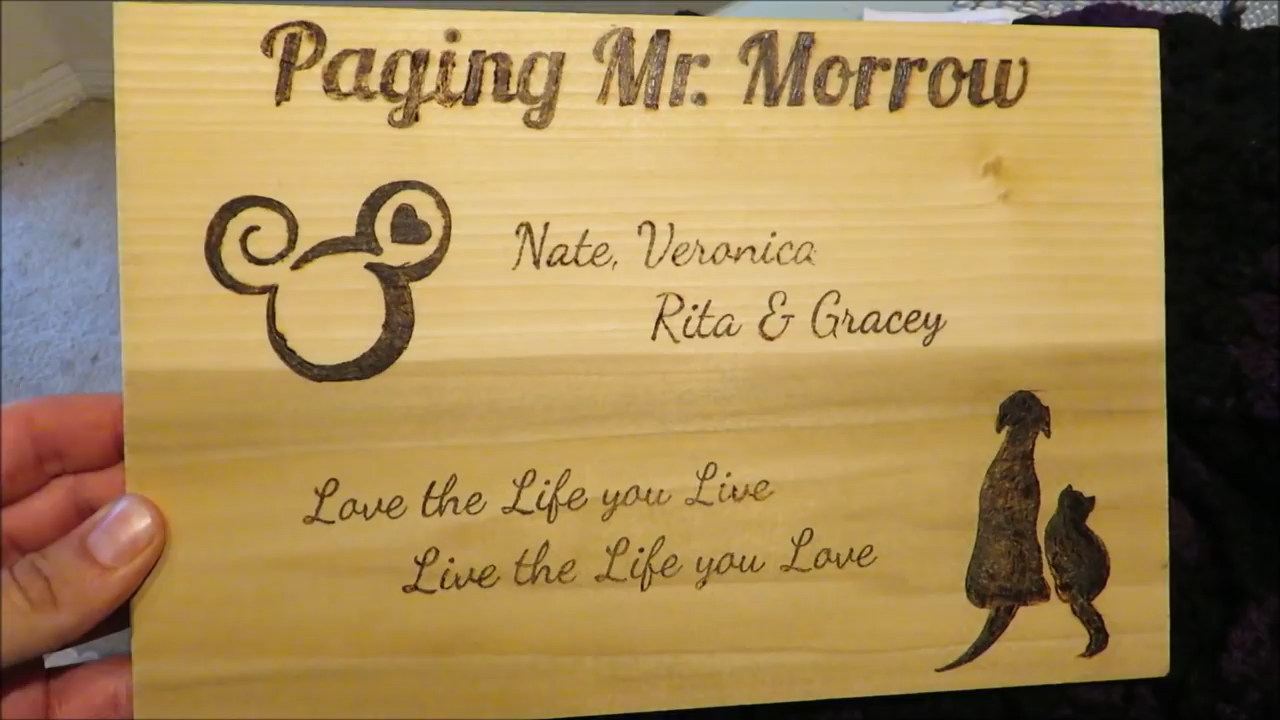 Paging Mr. Morrow
Nate, Veronica
Rita & Gracey
Love the Life you Live
Live the Life you Love